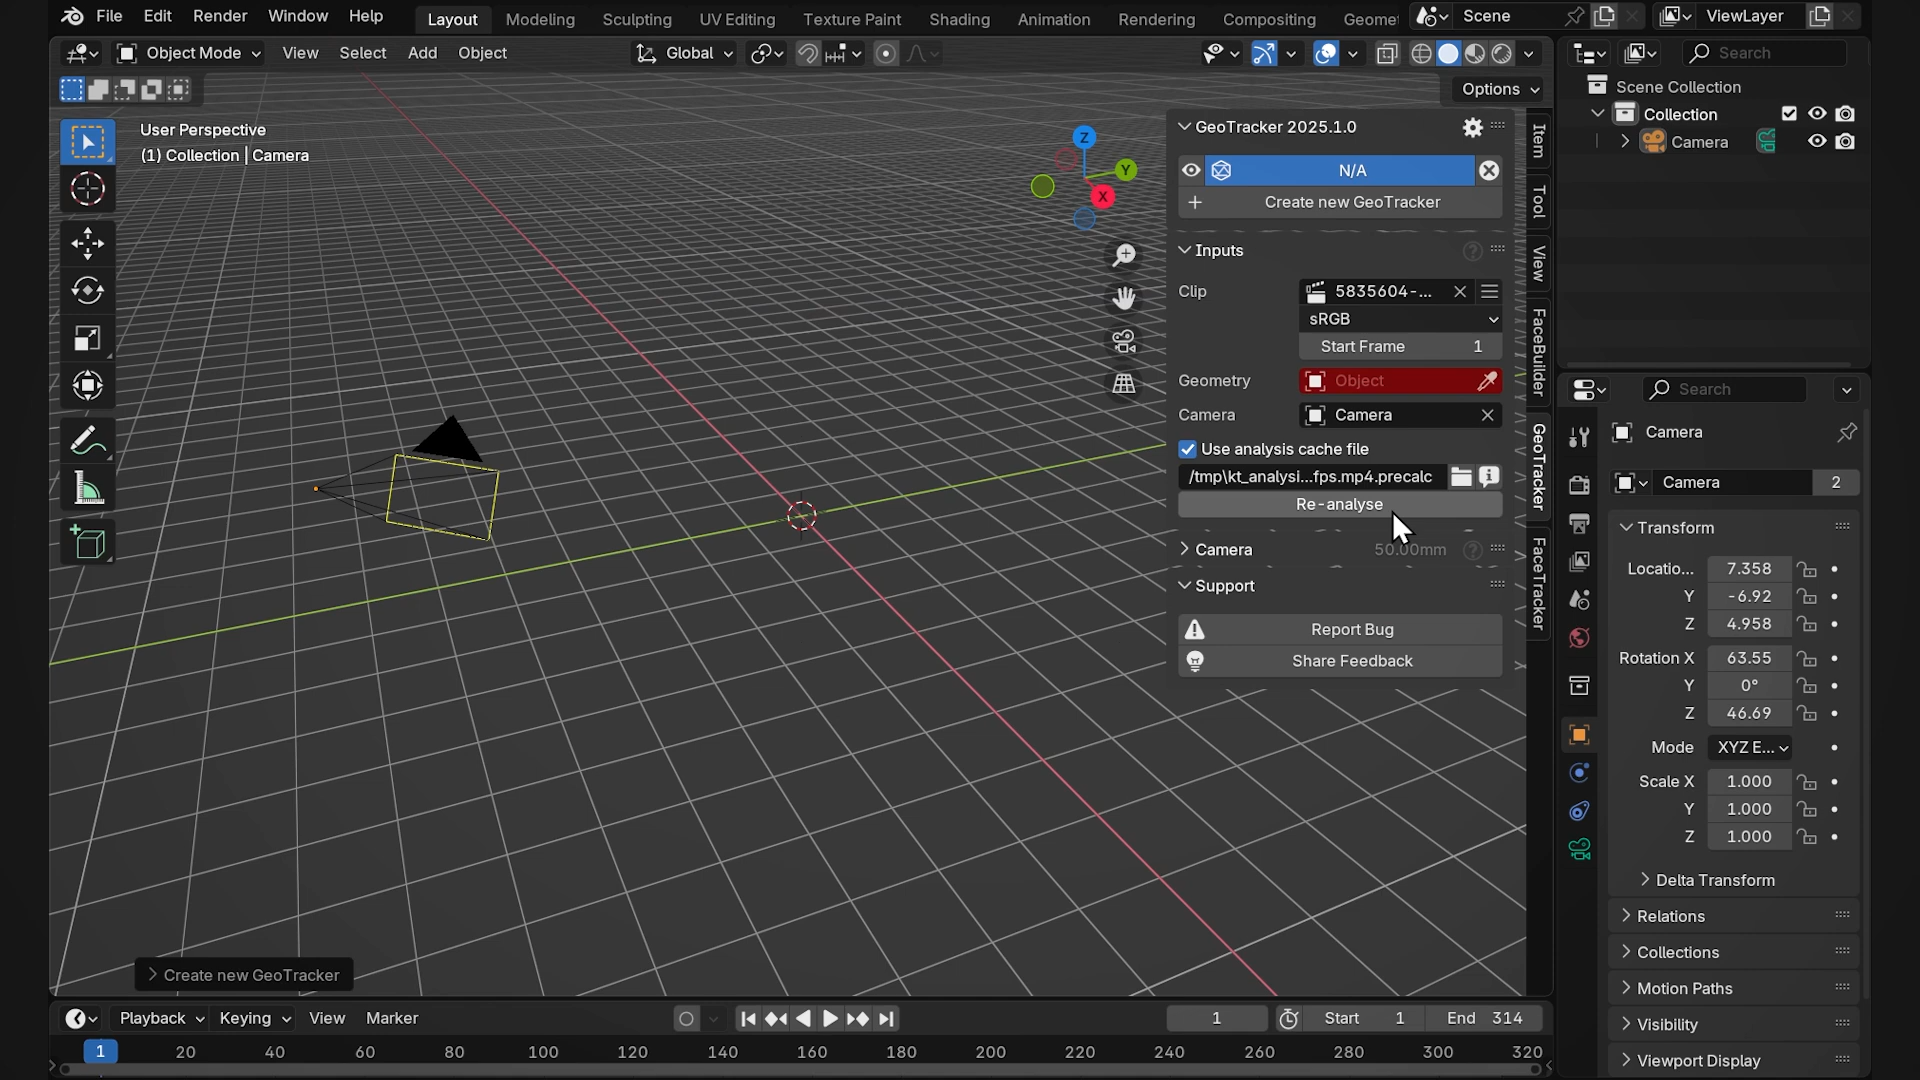 File Edit Render Window Help Layout Modeling Sculpting UV Editing Texture Paint Shading Animation Rendering Compositing Geome Scene ViewLayer
Object Mode View Select Add Object Global Search
Options
Scene Collection
Collection
Camera
User Perspective
(1) Collection | Camera
Z
Y
X
GeoTracker 2025.1.0
N/A
Create new GeoTracker
Inputs
Clip 5835604-...
sRGB
Start Frame 1
Geometry Object
Camera Camera
Use analysis cache file
/tmp\kt_analysi...fps.mp4.precalc
Re-analyse
Camera 50.00mm
Support
Report Bug
Share Feedback
Item
Tool
View
FaceBuilder
GeoTracker
FaceTracker
Search
Camera
Camera 2
Transform
Locatio... 7.358
Y -6.92
Z 4.958
Rotation X 63.55
Y 0°
Z 46.69
Mode XYZ E...
Scale X 1.000
Y 1.000
Z 1.000
Delta Transform
Relations
Collections
Motion Paths
Visibility
Viewport Display
Create new GeoTracker
Playback Keying View Marker 1 Start 1 End 314
1 20 40 60 80 100 120 140 160 180 200 220 240 260 280 300 320